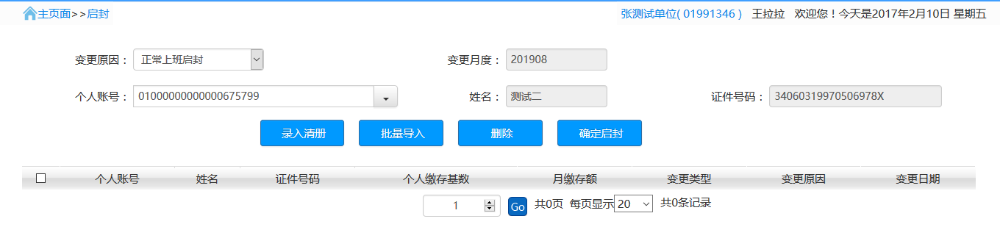 主页面>>启封 张测试单位( 01991346 ) 王拉拉 欢迎您！今天是2017年2月10日 星期五
变更原因： 正常上班启封 变更月度： 201908
个人账号： 01000000000000675799 姓名： 测试二 证件号码： 34060319970506978X
录入清册 批量导入 删除 确定启封
个人账号 姓名 证件号码 个人缴存基数 月缴存额 变更类型 变更原因 变更日期
1 Go 共0页 每页显示 20 共0条记录